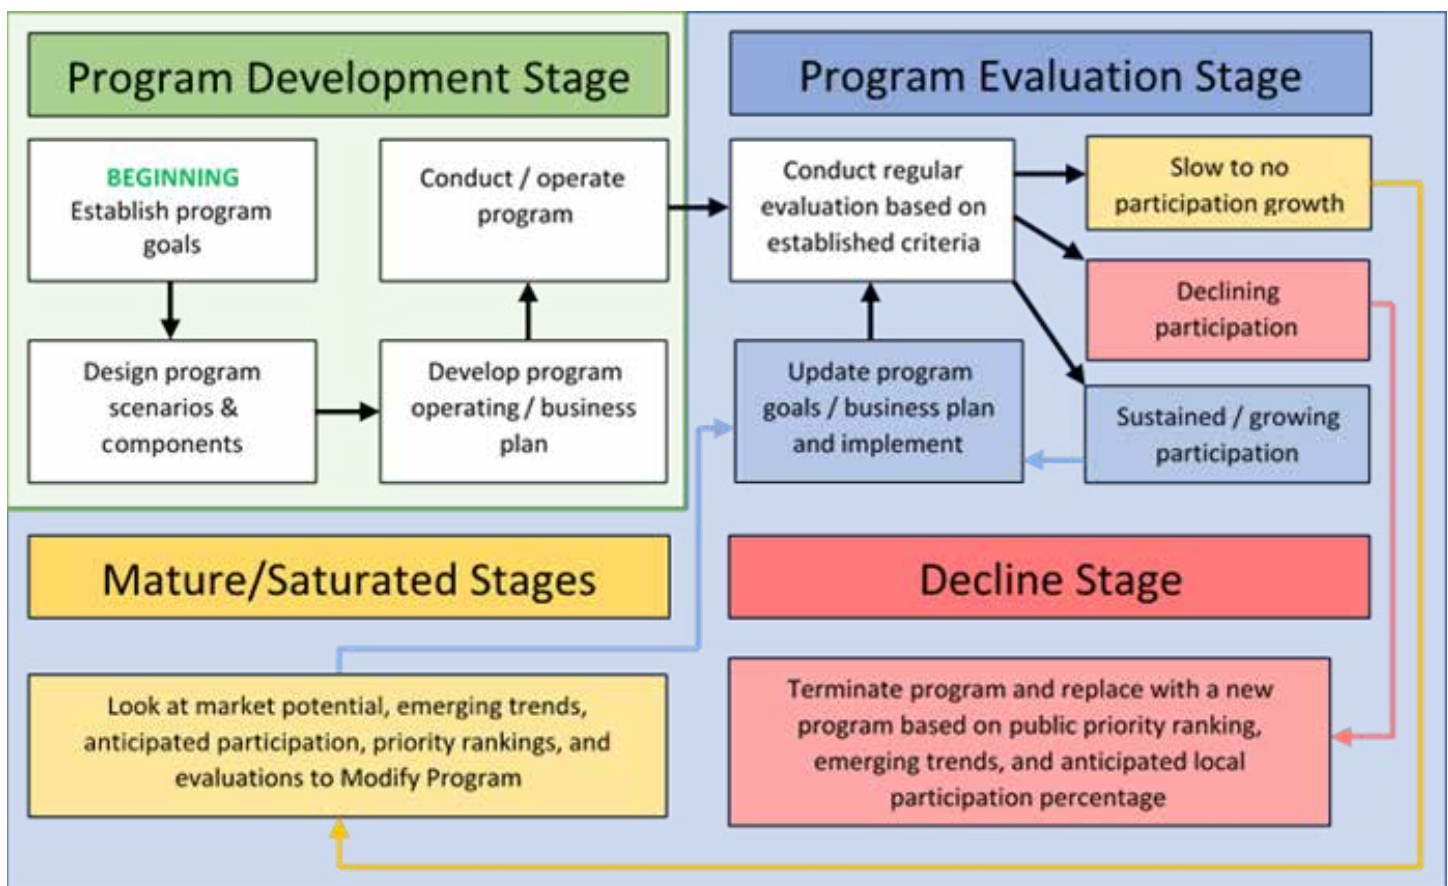 Program Development Stage
BEGINNING
Establish program
goals
Design program
scenarios &
components
Develop program
operating / business
plan
Conduct / operate
program
Program Evaluation Stage
Conduct regular
evaluation based on
established criteria
Slow to no
participation growth
Declining
participation
Sustained / growing
participation
Update program
goals / business plan
and implement
Mature/Saturated Stages
Look at market potential, emerging trends,
anticipated participation, priority rankings, and
evaluations to Modify Program
Decline Stage
Terminate program and replace with a new
program based on public priority ranking,
emerging trends, and anticipated local
participation percentage